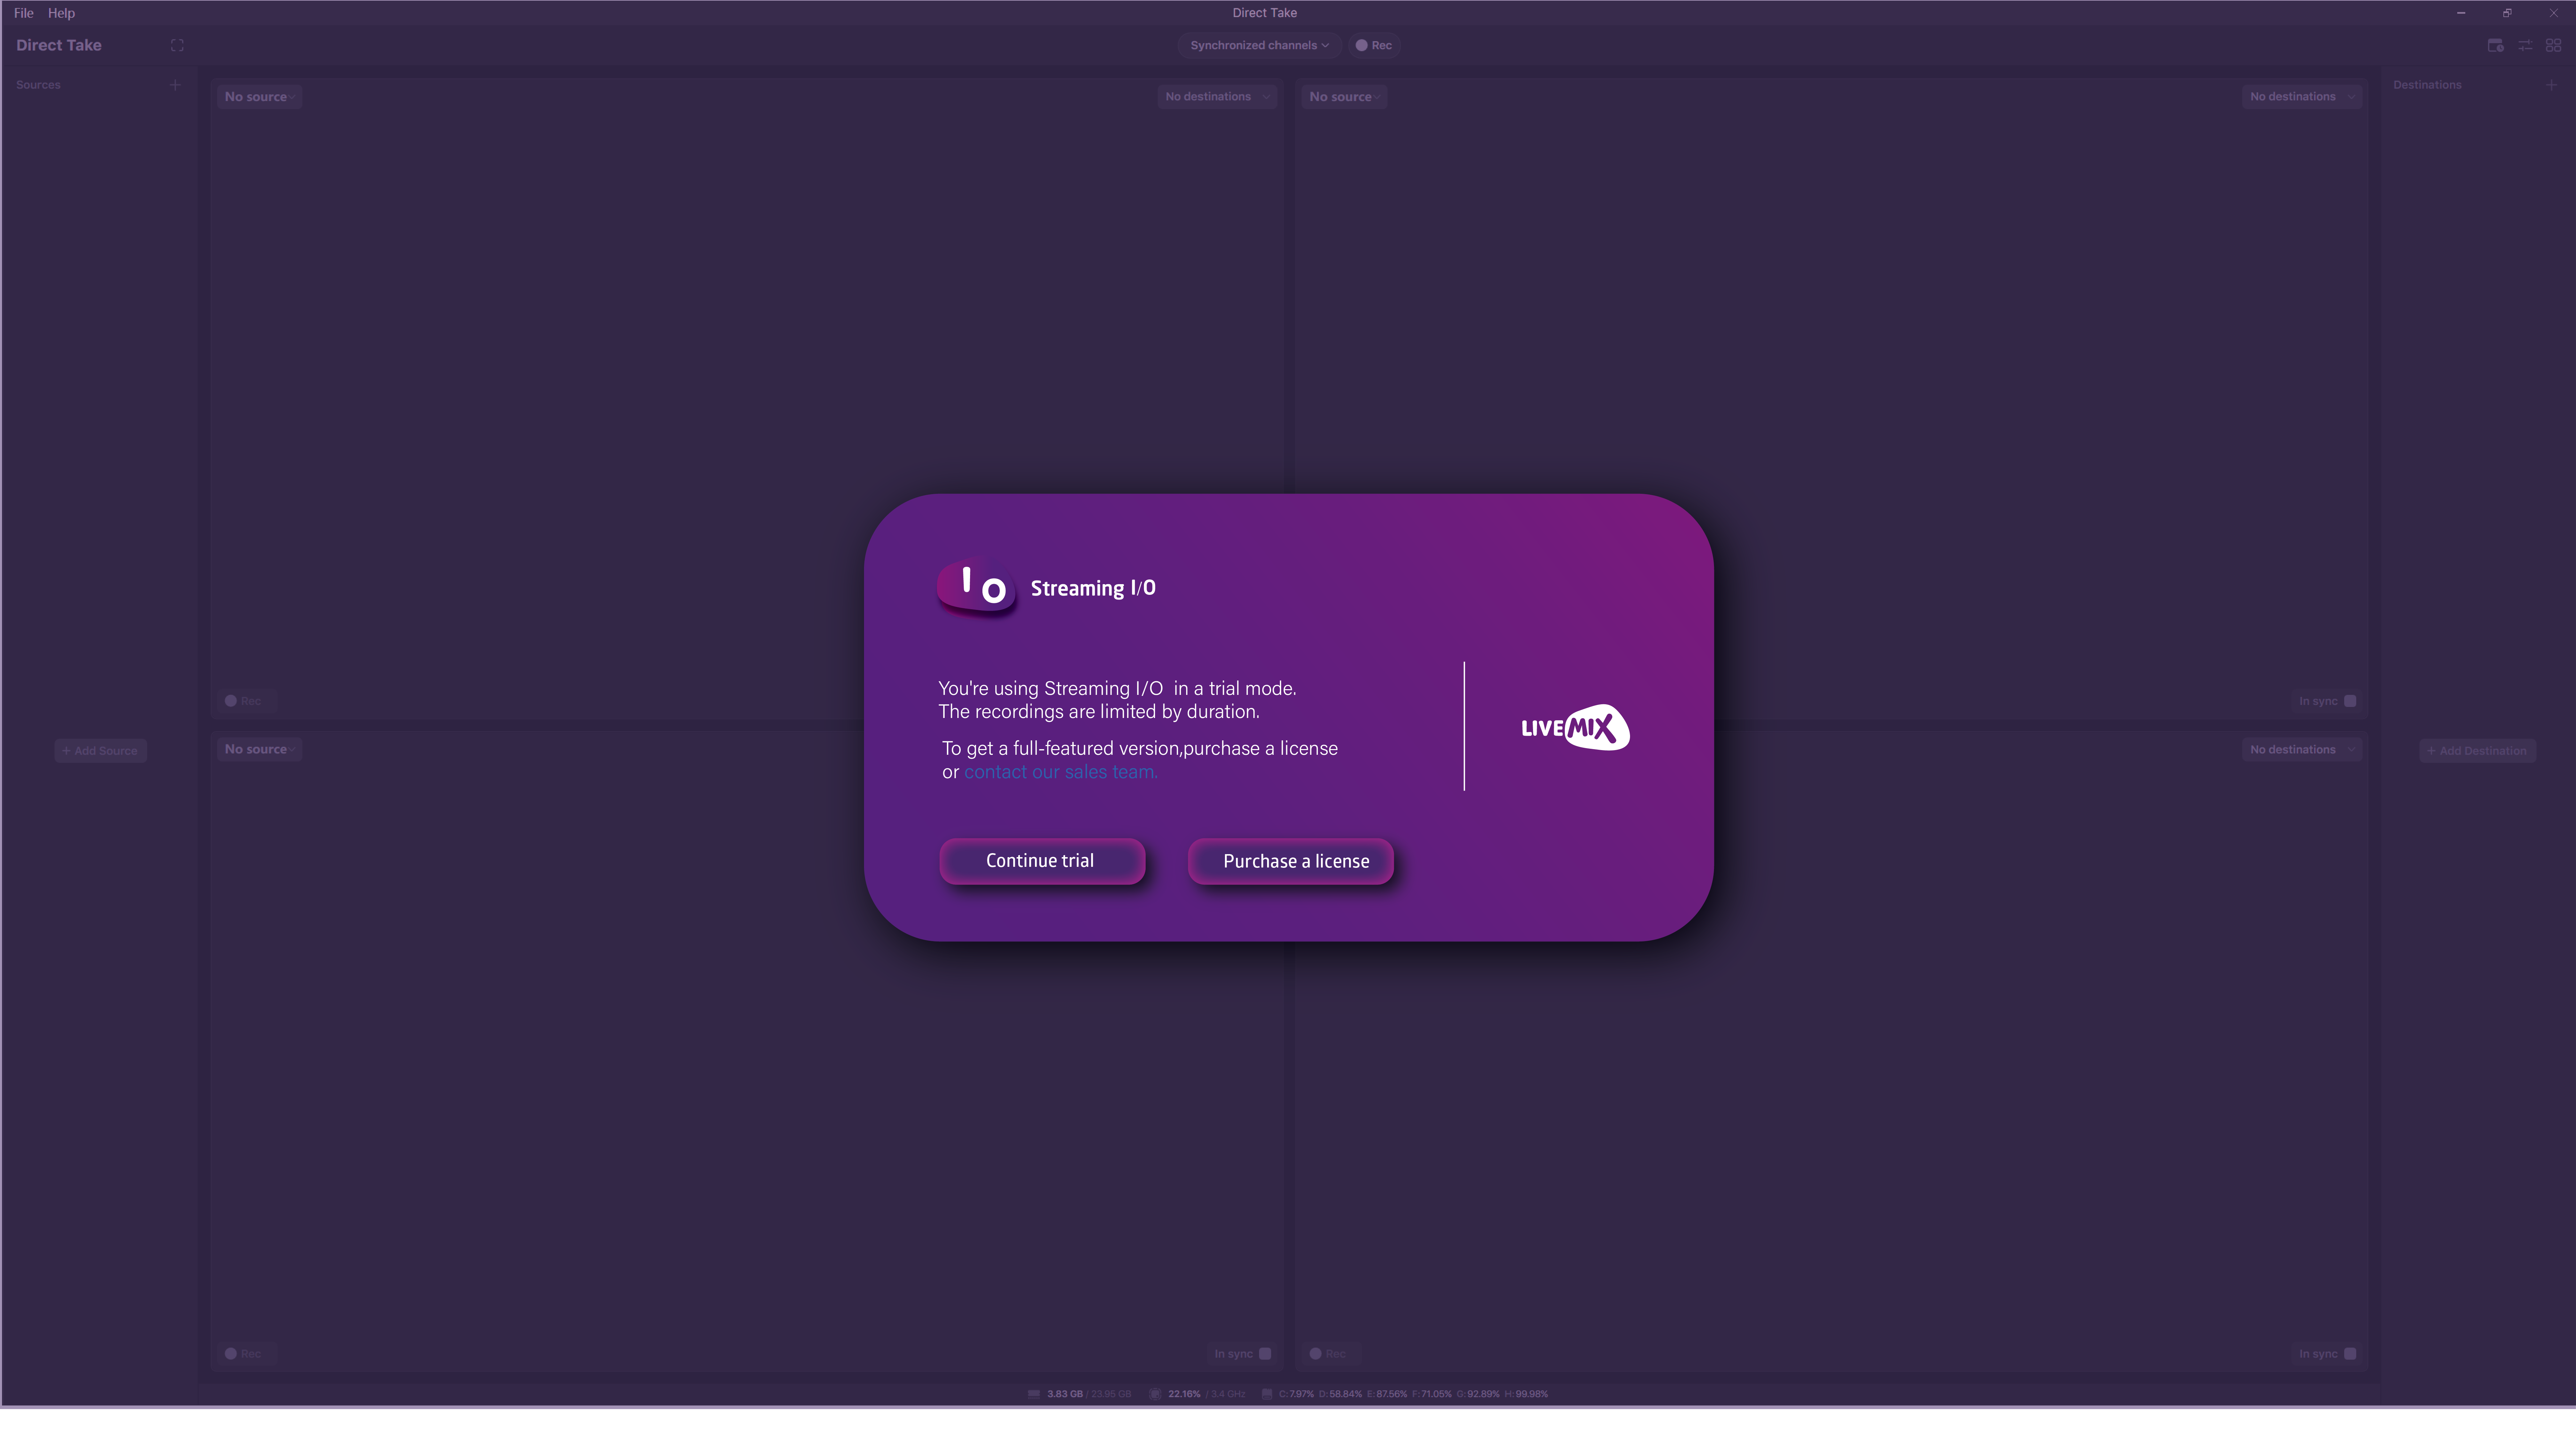 File Help
Direct Take
Direct Take
Synchronized channels
Rec
Sources
No source
No destinations
No source
No destinations
Destinations
Streaming I/O
You're using Streaming I/O in a trial mode.
The recordings are limited by duration.
To get a full-featured version,purchase a license
or contact our sales team.
LIVE MIX
Continue trial
Purchase a license
Rec
In sync
+ Add Source
No source
No destinations
+ Add Destination
Rec
In sync
Rec
In sync
3.83 GB / 23.95 GB 22.16% / 3.4 GHz C: 7.97% D: 58.84% E: 87.56% F: 71.05% G: 92.89% H: 99.98%